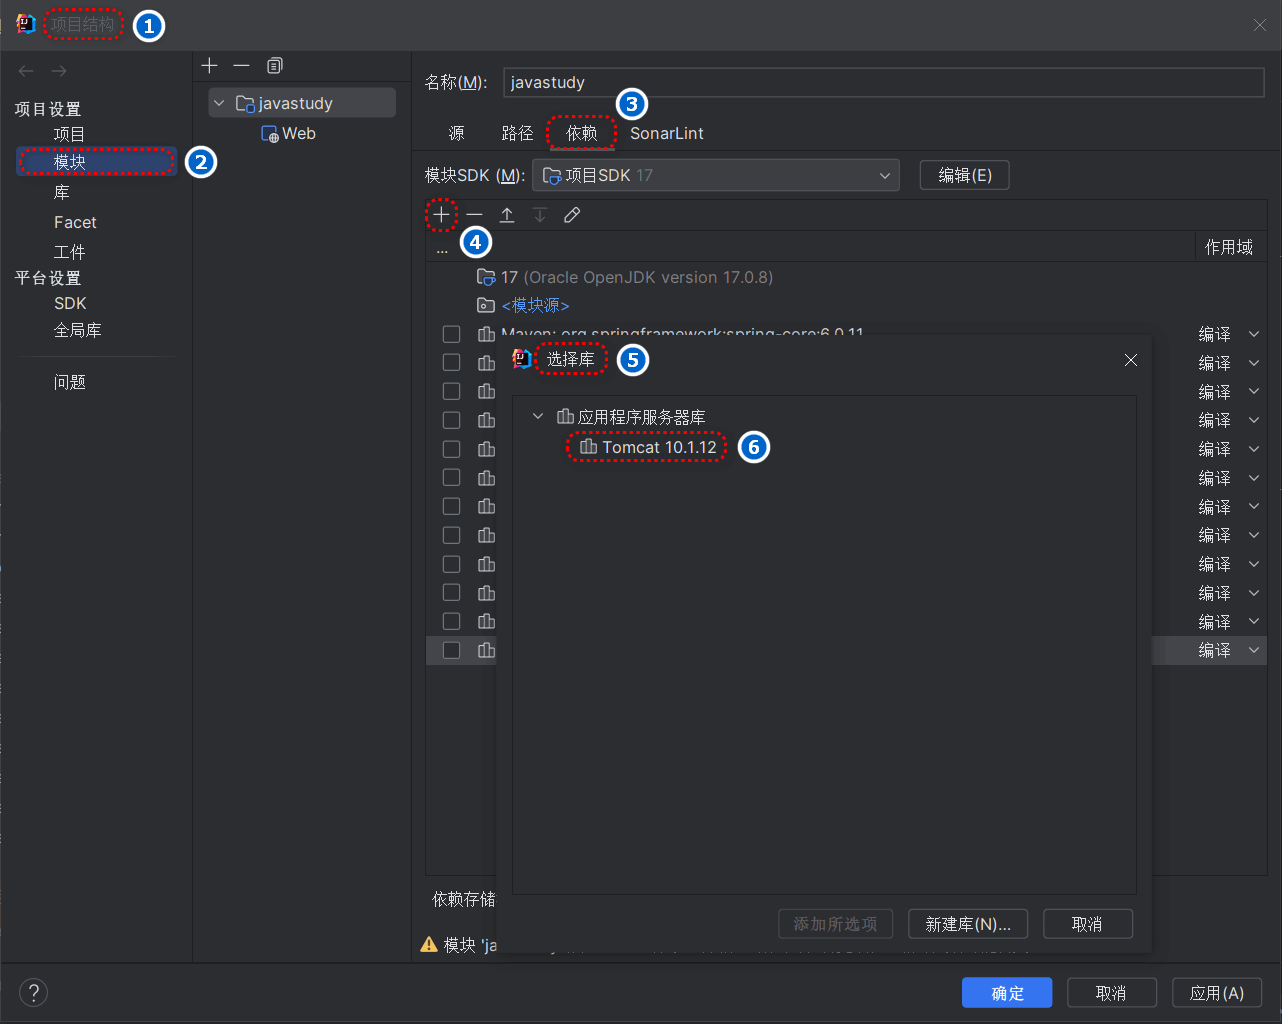 项目结构 1
项目设置
项目
模块 2
库
Facet
工件
平台设置
SDK
全局库
问题
javastudy
Web
名称(M): javastudy
3
源 路径 依赖 SonarLint
模块SDK (M): 项目SDK 17 编辑(E)
4
... 作用域
17 (Oracle OpenJDK version 17.0.8)
<模块源>
Maven: org.springframework:spring-core:6.0.11 编译
编译
编译
编译
编译
编译
编译
编译
编译
编译
编译
编译
选择库 5
应用程序服务器库
Tomcat 10.1.12 6
添加所选项 新建库(N)... 取消
依赖存储
模块 'ja
? 确定 取消 应用(A)